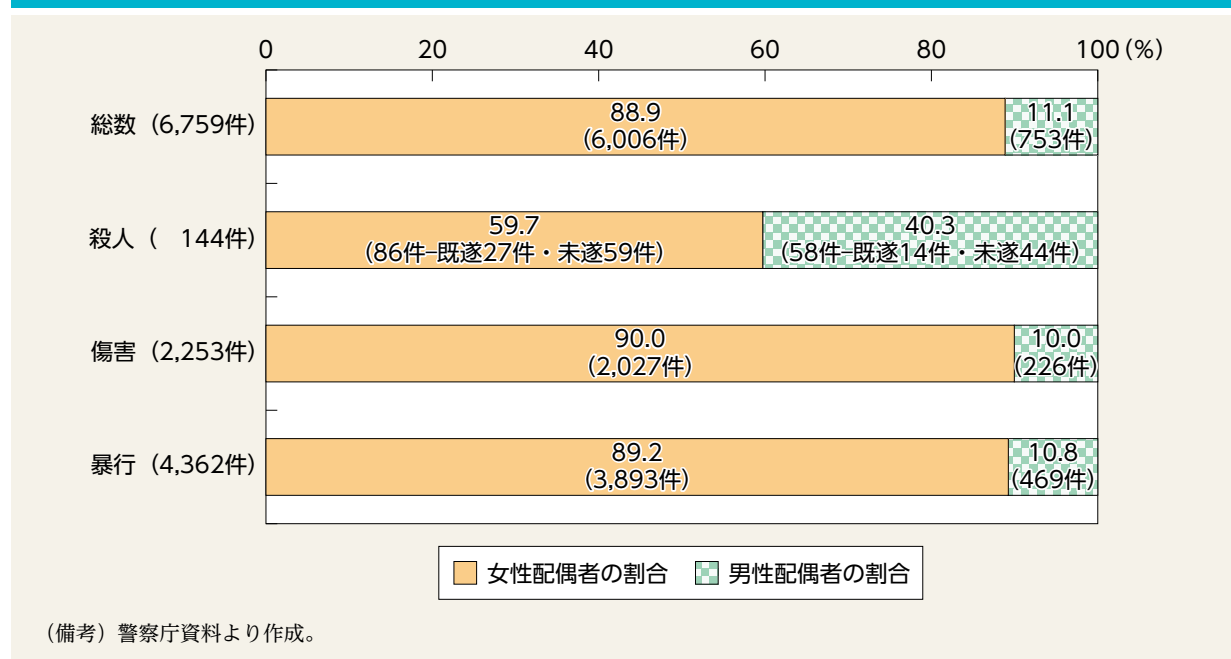 0 20 40 60 80 100(%)
総数(6,759件)
88.9
(6,006件)
11.1
(753件)
殺人( 144件)
59.7
(86件–既遂27件・未遂59件)
40.3
(58件–既遂14件・未遂44件)
傷害(2,253件)
90.0
(2,027件)
10.0
(226件)
暴行(4,362件)
89.2
(3,893件)
10.8
(469件)
女性配偶者の割合 男性配偶者の割合
(備考)警察庁資料より作成。